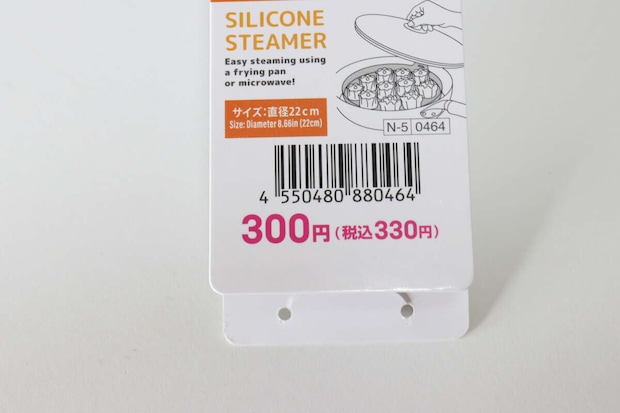 SILICONE
STEAMER
Easy steaming using
a frying pan
or microwave!
サイズ:直径22cm
Size: Diameter 8.66in (22cm)
N-5 0464
4 550480 880464
300円(税込330円)